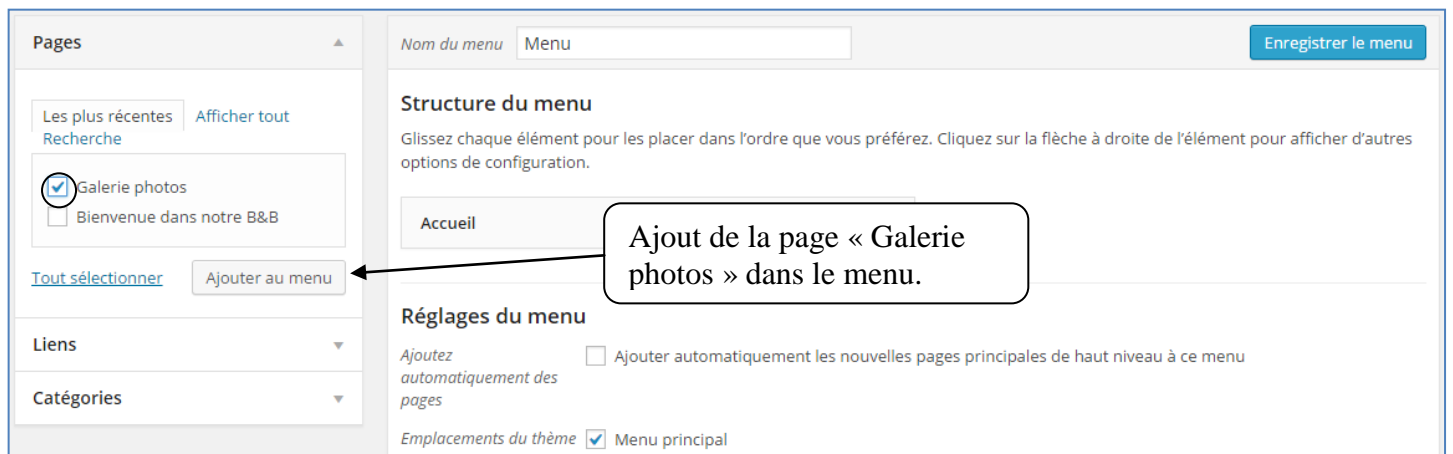 Pages
Les plus récentes Afficher tout
Recherche
Galerie photos
Bienvenue dans notre B&B
Tout sélectionner Ajouter au menu
Liens
Catégories
Nom du menu Menu Enregistrer le menu
Structure du menu
Glissez chaque élément pour les placer dans l’ordre que vous préférez. Cliquez sur la flèche à droite de l’élément pour afficher d’autres
options de configuration.
Accueil
Ajout de la page « Galerie
photos » dans le menu.
Réglages du menu
Ajoutez
automatiquement des
pages
Ajouter automatiquement les nouvelles pages principales de haut niveau à ce menu
Emplacements du thème Menu principal